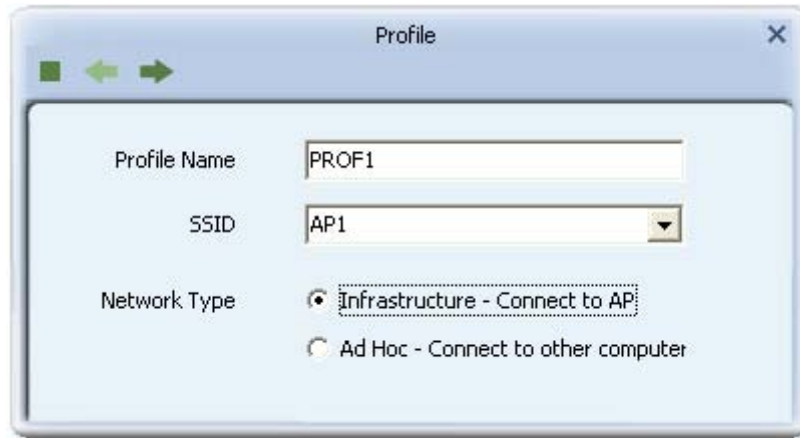 Profile
Profile Name PROF1
SSID AP1
Network Type Infrastructure - Connect to AP
Ad Hoc - Connect to other computer